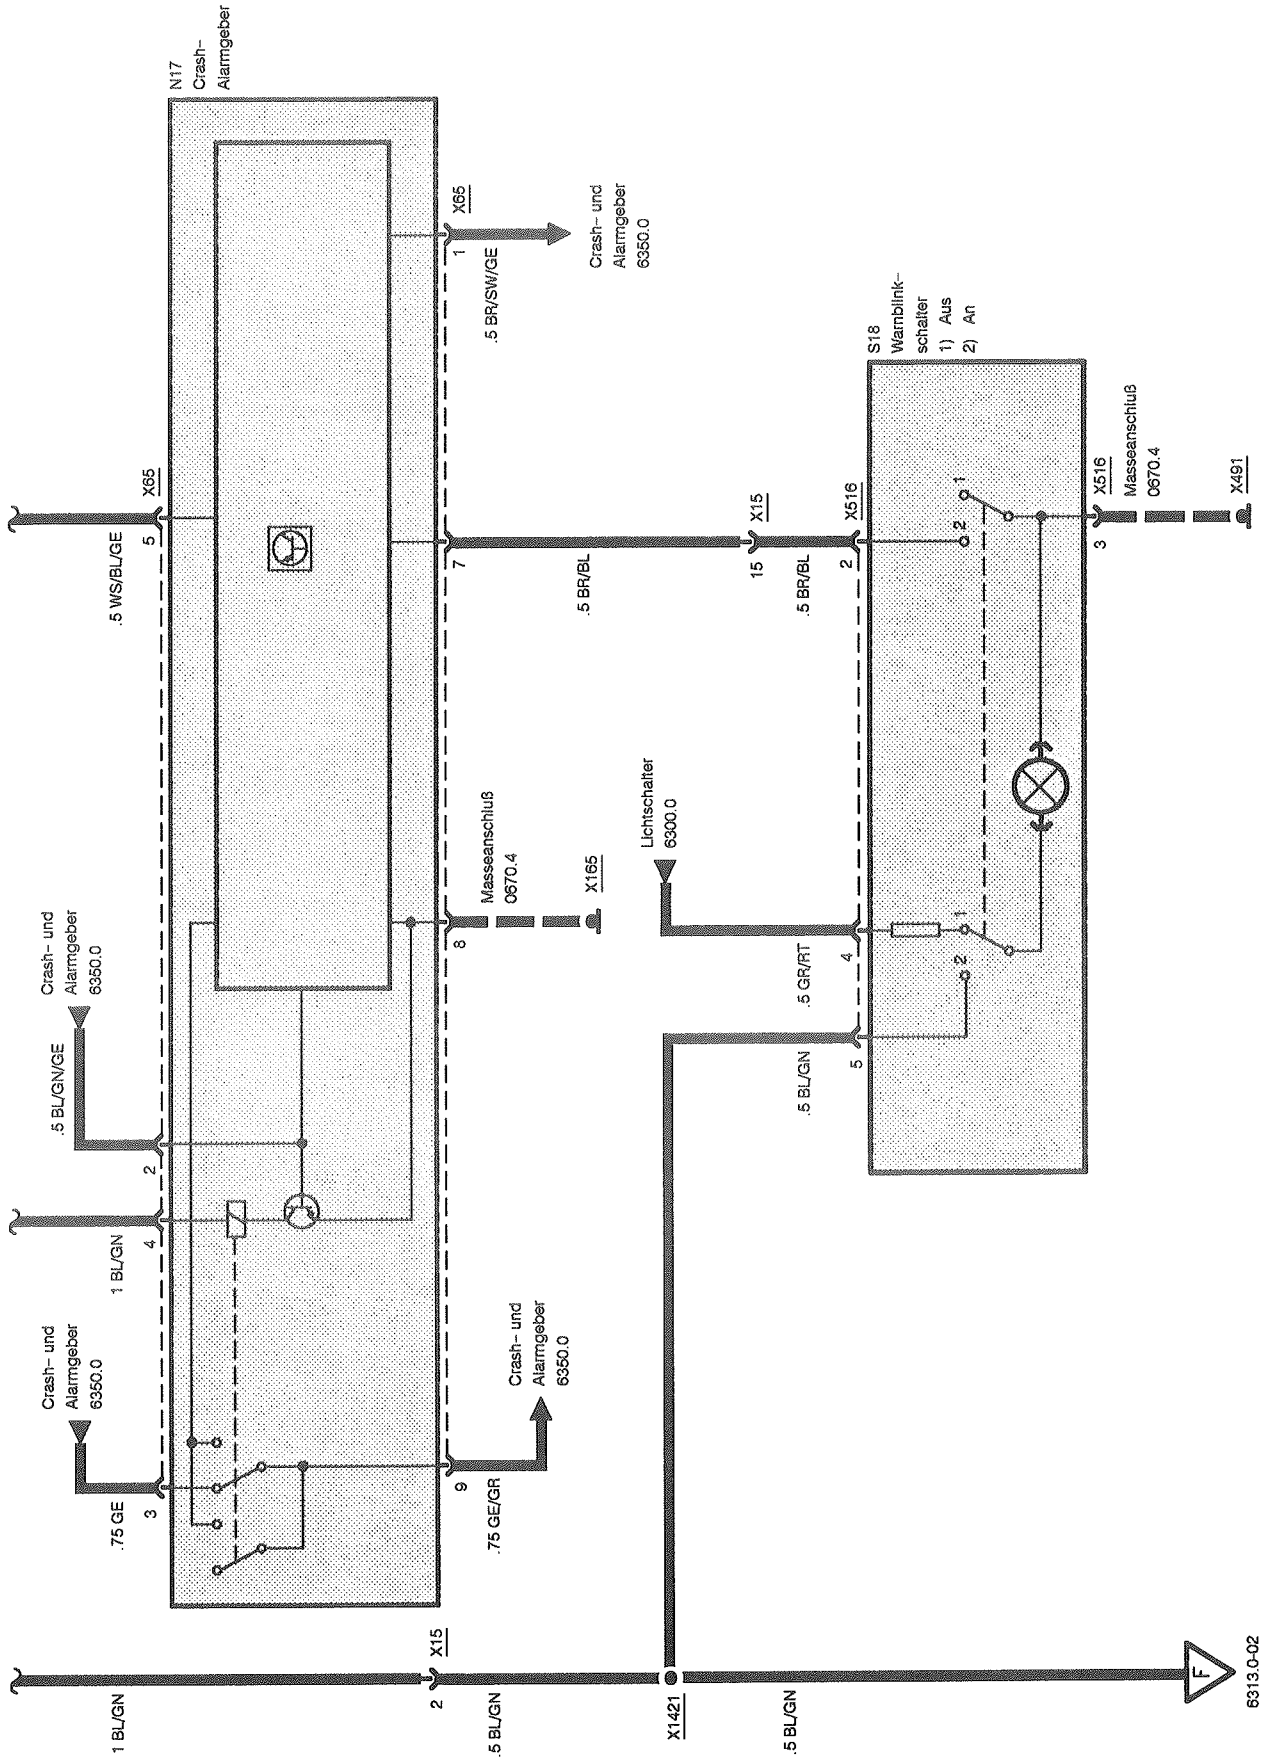 1 BL/GN
2
X15
.5 BL/GN
X1421
.5 BL/GN
F
6313.0-02
Crash- und
Alarmgeber
6350.0
.75 GE
3
1 BL/GN
4
Crash- und
Alarmgeber
6350.0
.5 BL/GN/GE
2
.5 WS/BL/GE
5
X65
N17
Crash-
Alarmgeber
9
.75 GE/GR
Crash- und
Alarmgeber
6350.0
8
Masseanschluß
0670.4
X165
7
.5 BR/BL
1
X65
.5 BR/SW/GE
Crash- und
Alarmgeber
6350.0
15
X15
.5 BR/BL
2
X516
Lichtschalter
6300.0
.5 GR/RT
4
.5 BL/GN
5
S18
Warnblink-
schalter
1) Aus
2) An
2
1
2
1
3
X516
Masseanschluß
0670.4
X491